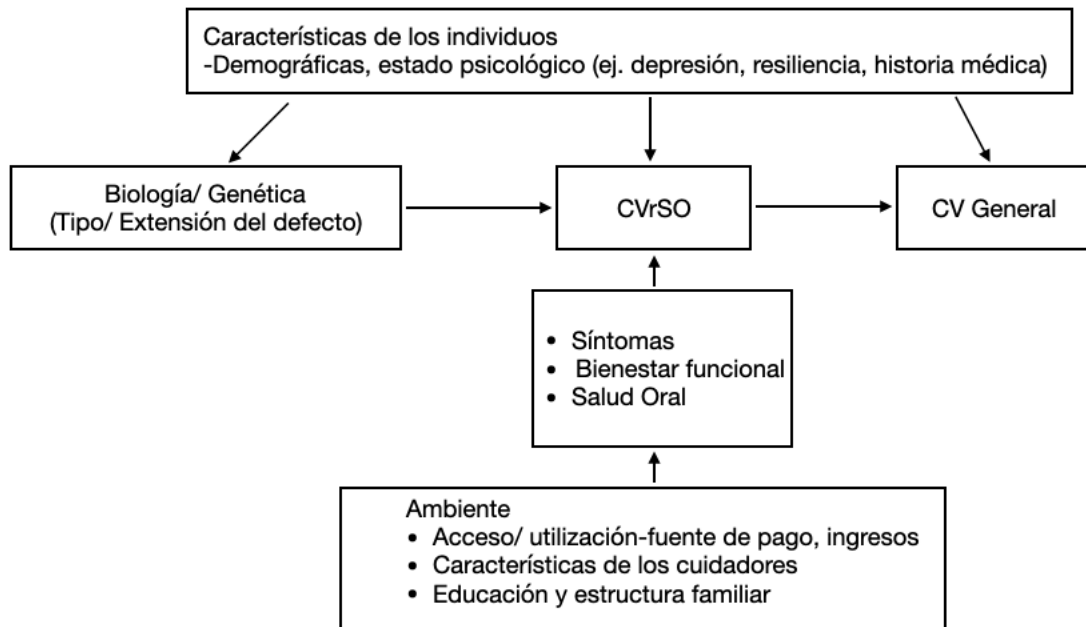 Características de los individuos
-Demográficas, estado psicológico (ej. depresión, resiliencia, historia médica)
Biología/ Genética
(Tipo/ Extensión del defecto)
CVrSO
CV General
• Síntomas
• Bienestar funcional
• Salud Oral
Ambiente
• Acceso/ utilización-fuente de pago, ingresos
• Características de los cuidadores
• Educación y estructura familiar